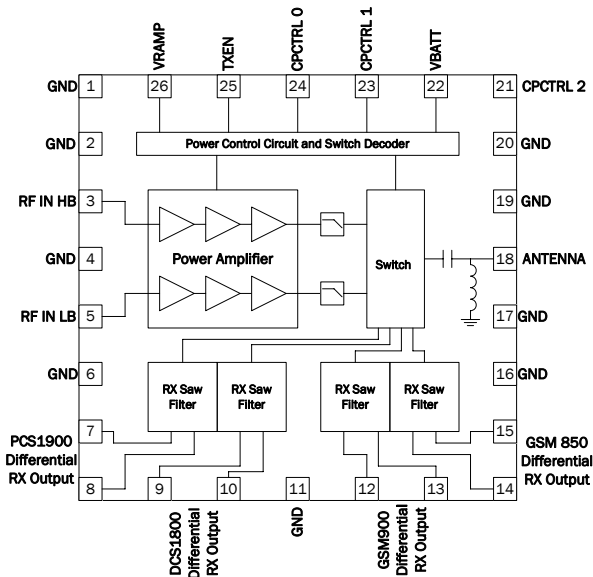 VRAMP
TXEN
CPCTRL 0
CPCTRL 1
VBATT
GND 1
26
25
24
23
22
21 CPCTRL 2
GND 2
Power Control Circuit and Switch Decoder
20 GND
RF IN HB 3
19 GND
GND 4
Power Amplifier
Switch
18 ANTENNA
RF IN LB 5
17 GND
GND 6
16 GND
RX Saw
Filter
RX Saw
Filter
RX Saw
Filter
RX Saw
Filter
7
PCS1900
Differential
RX Output
8
15
GSM 850
Differential
RX Output
14
9
10
11
12
13
DCS1800
Differential
RX Output
GND
GSM900
Differential
RX Output